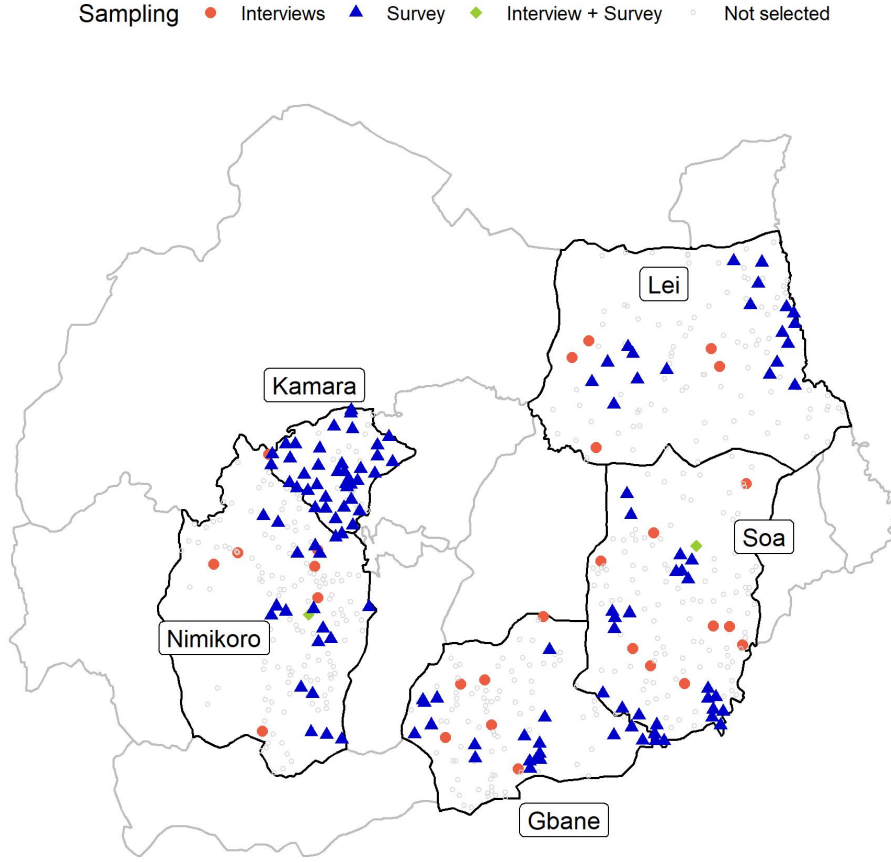 Sampling Interviews Survey Interview + Survey Not selected
Lei
Kamara
Soa
Nimikoro
Gbane